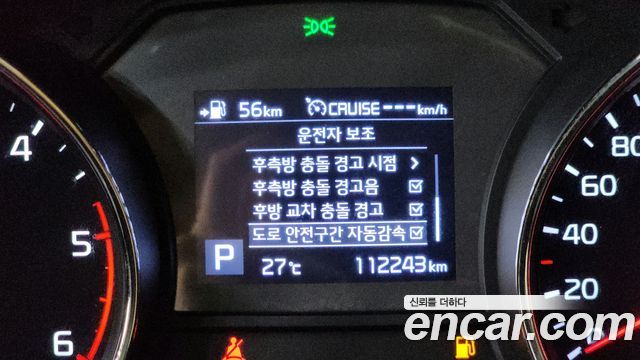 56km CRUISE --- km/h
운전자 보조
후측방 충돌 경고 시점 >
후측방 충돌 경고음
후방 교차 충돌 경고
도로 안전구간 자동감속
P 27℃ 112243 km
4
5
6
80
60
40
20
0
신뢰를 더하다
encar.com